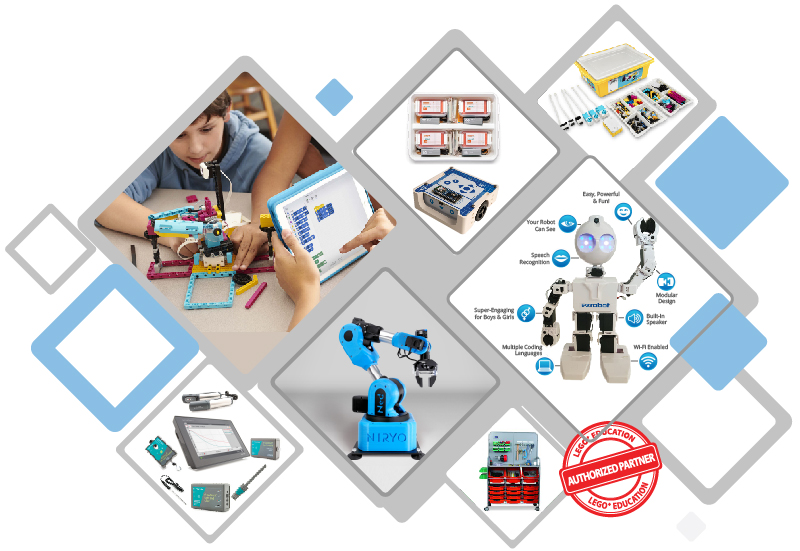 Easy, Powerful
& Fun!
Your Robot
Can See
Speech
Recognition
Modular
Design
Super-Engaging
for Boys & Girls
Built-In
Speaker
Multiple Coding
Languages
Wi-Fi Enabled
ezrobot
NIRYO
LEGO® EDUCATION
AUTHORIZED PARTNER
LEGO® EDUCATION